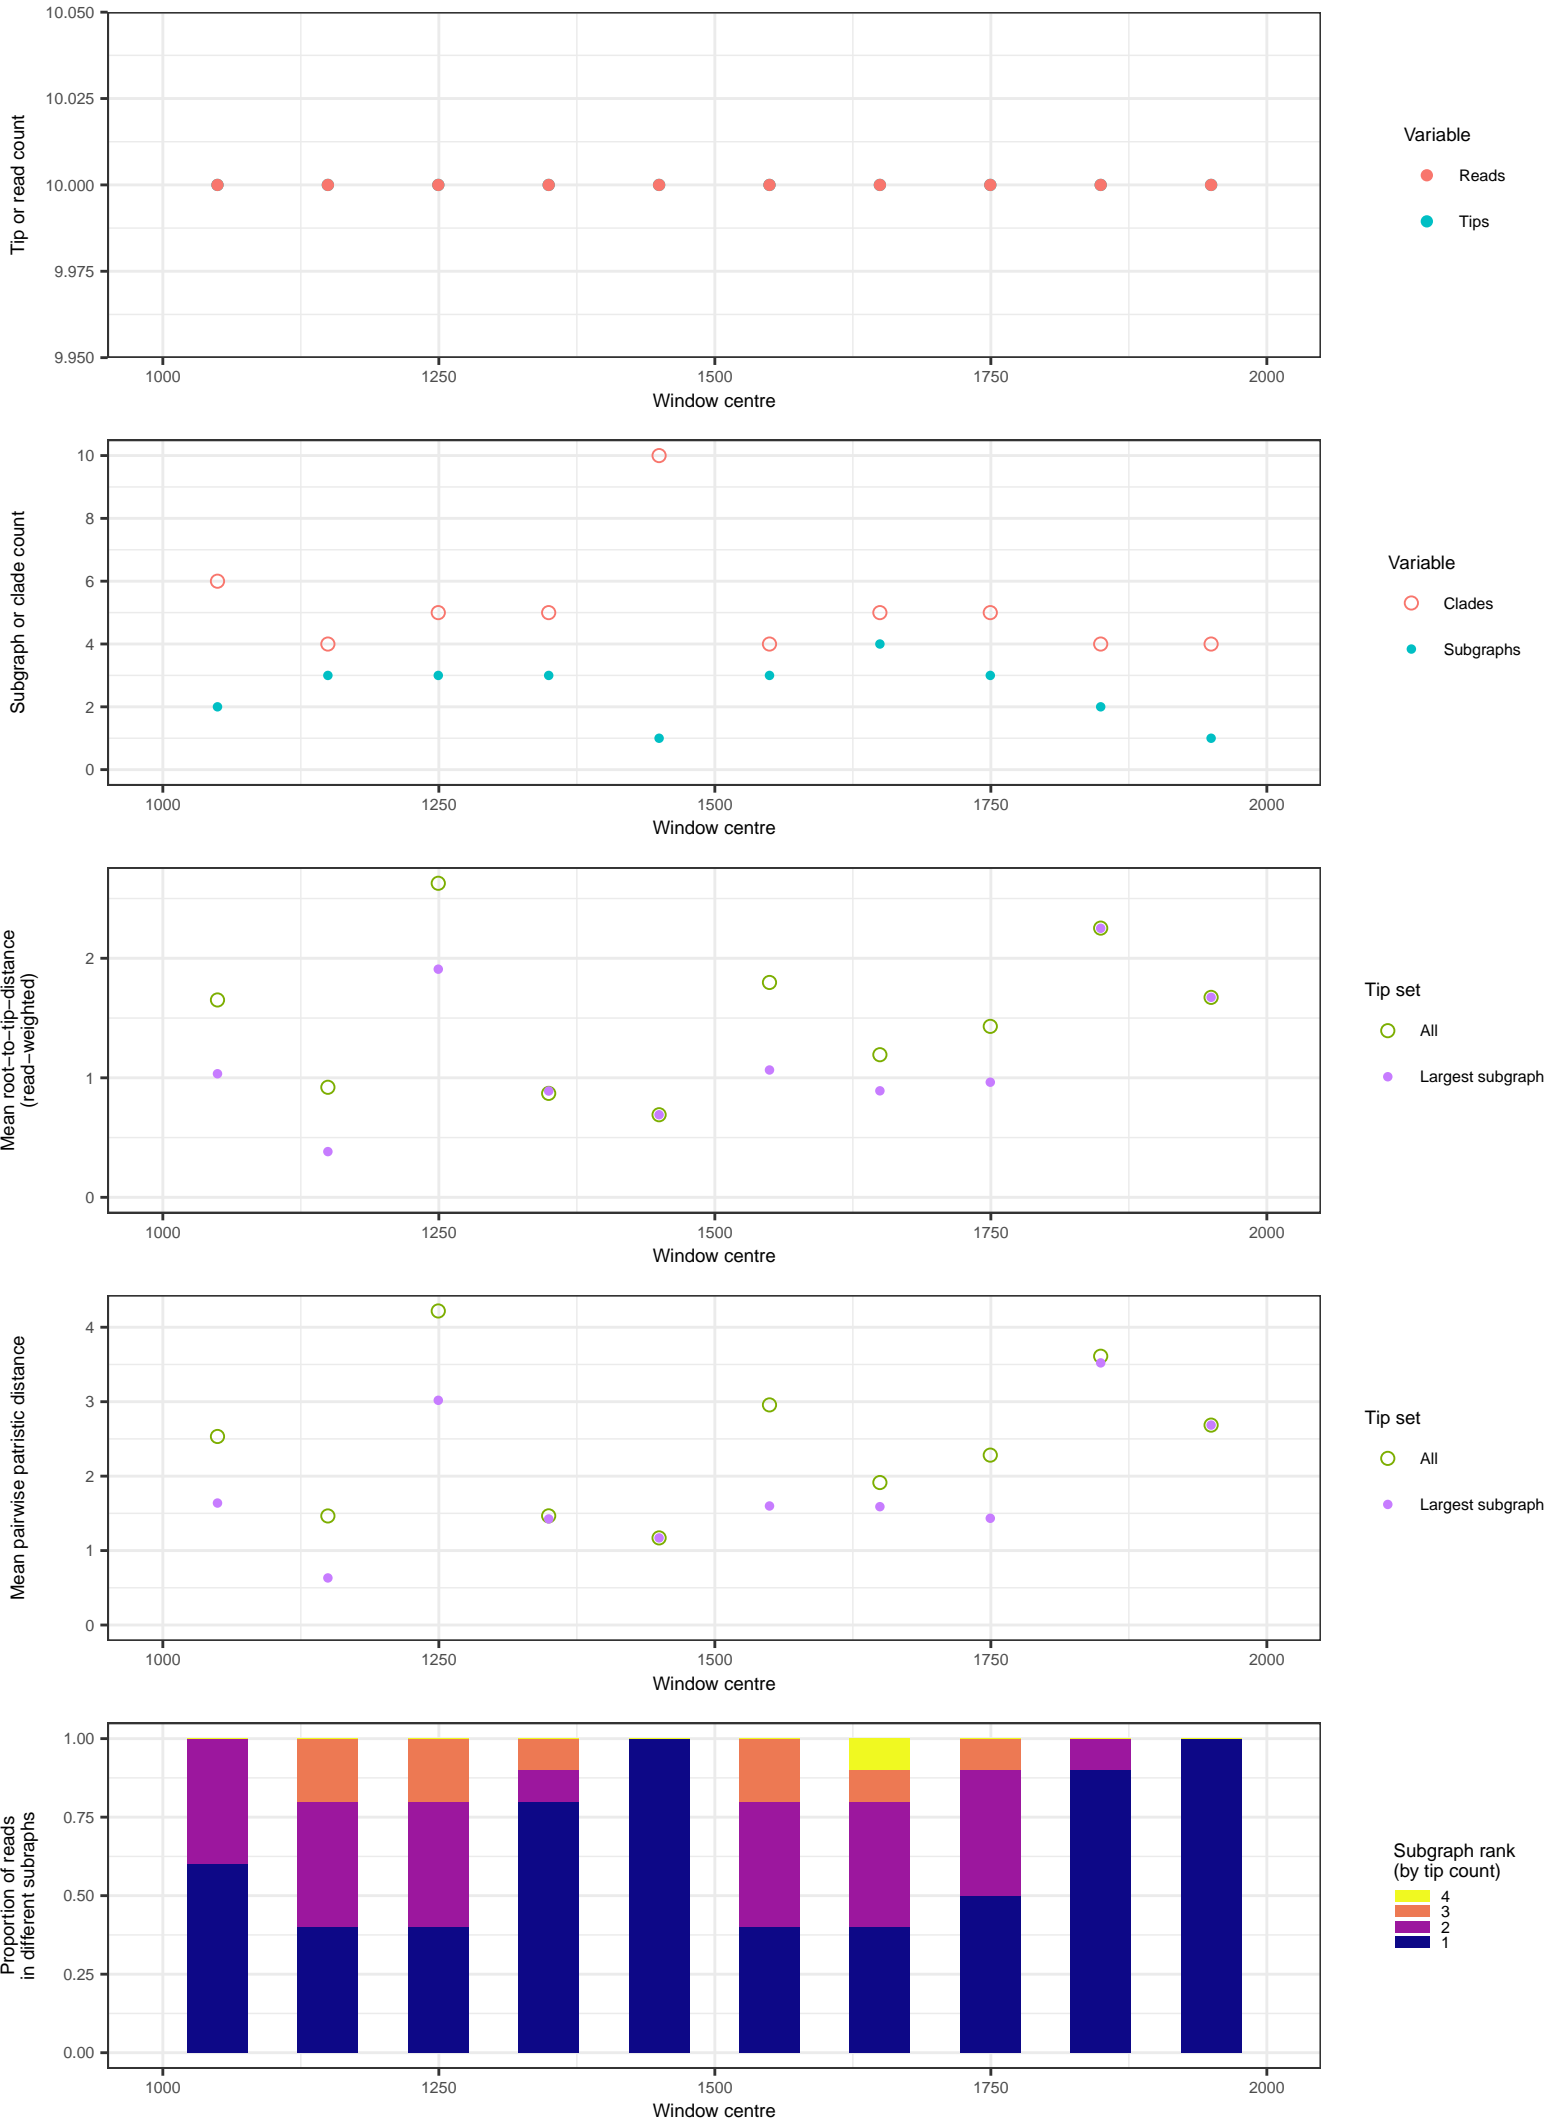 10.050
10.025
10.000
9.975
9.950
Tip or read count
1000 1250 1500 1750 2000
Window centre
Variable
Reads
Tips
10
8
6
4
2
0
Subgraph or clade count
1000 1250 1500 1750 2000
Window centre
Variable
Clades
Subgraphs
2
1
0
Mean root−to−tip−distance
(read−weighted)
1000 1250 1500 1750 2000
Window centre
Tip set
All
Largest subgraph
4
3
2
1
0
Mean pairwise patristic distance
1000 1250 1500 1750 2000
Window centre
Tip set
All
Largest subgraph
1.00
0.75
0.50
0.25
0.00
Proportion of reads
in different subraphs
1000 1250 1500 1750 2000
Window centre
Subgraph rank
(by tip count)
4
3
2
1